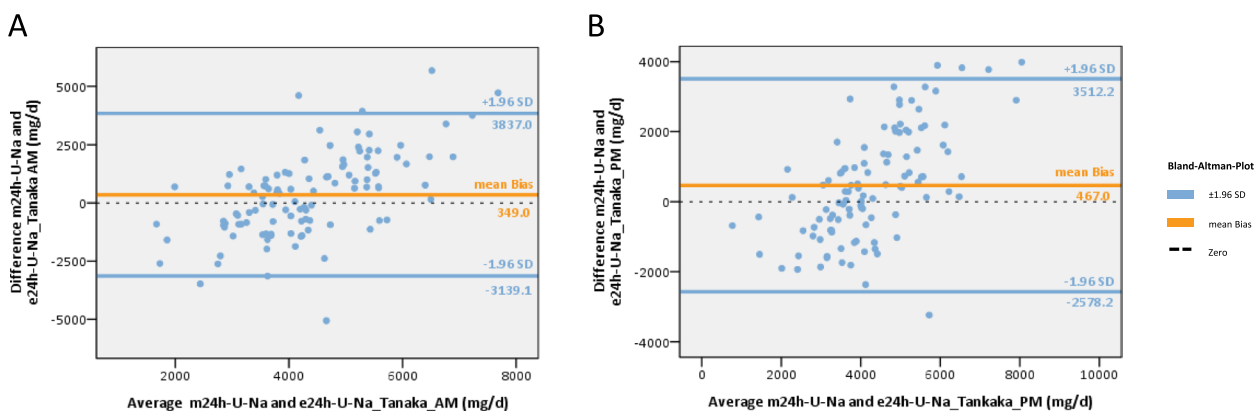 A
Difference m24h-U-Na and
e24h-U-Na_Tanaka AM (mg/d)
5000
2500
0
-2500
-5000
+1.96 SD
3837.0
mean Bias
349.0
-1.96 SD
-3139.1
2000
4000
6000
8000
Average m24h-U-Na and e24h-U-Na_Tanaka_AM (mg/d)
B
Difference m24h-U-Na and
e24h-U-Na_Tanaka_PM (mg/d)
4000
2000
0
-2000
-4000
+1.96 SD
3512.2
mean Bias
467.0
-1.96 SD
-2578.2
0
2000
4000
6000
8000
10000
Average m24h-U-Na and e24h-U-Na_Tankaka_PM (mg/d)
Bland-Altman-Plot
±1.96 SD
mean Bias
Zero